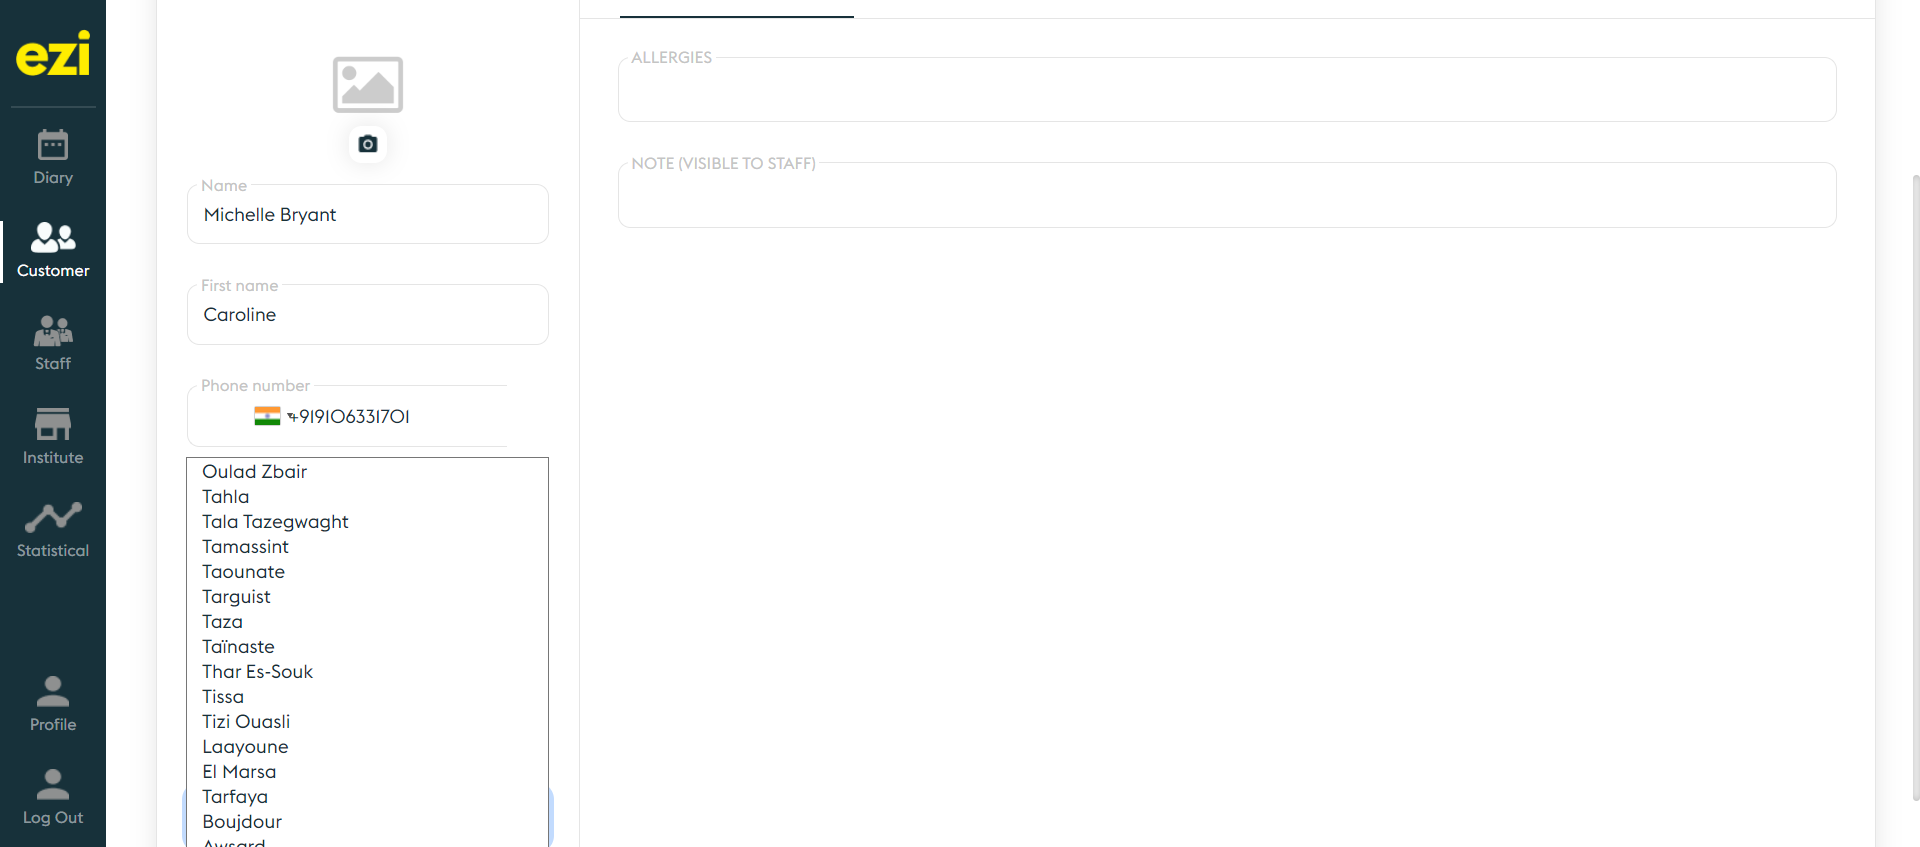 ezi
Diary
Customer
Staff
Institute
Statistical
Profile
Log Out
Name
Michelle Bryant
First name
Caroline
Phone number
+919106331701
Oulad Zbair
Tahla
Tala Tazegwaght
Tamassint
Taounate
Targuist
Taza
Taïnaste
Thar Es-Souk
Tissa
Tizi Ouasli
Laayoune
El Marsa
Tarfaya
Boujdour
Awsard
ALLERGIES
NOTE (VISIBLE TO STAFF)